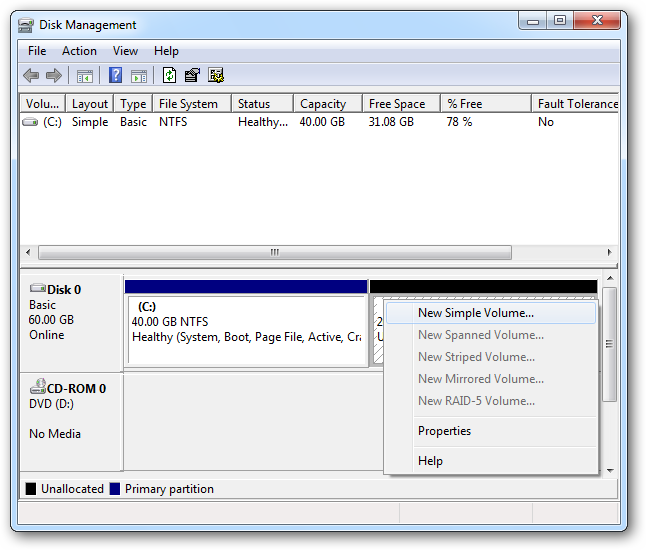 Disk Management
File Action View Help
Volu... Layout Type File System Status Capacity Free Space % Free Fault Tolerance
(C:) Simple Basic NTFS Healthy... 40.00 GB 31.08 GB 78 % No
Disk 0
Basic
60.00 GB
Online
(C:)
40.00 GB NTFS
Healthy (System, Boot, Page File, Active, Cra
2
U
New Simple Volume...
New Spanned Volume...
New Striped Volume...
New Mirrored Volume...
New RAID-5 Volume...
Properties
Help
CD-ROM 0
DVD (D:)
No Media
Unallocated Primary partition